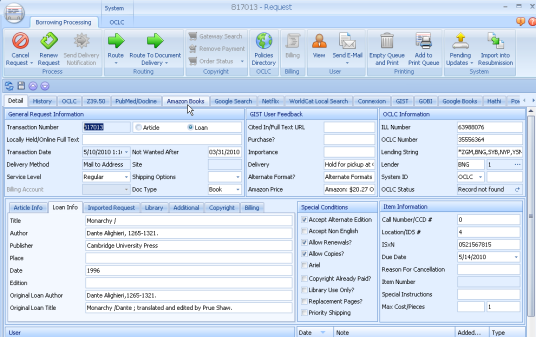 817013 - Request
System
Borrowing Processing OCLC
Cancel Request Renew Request Send Delivery Notification Route Route To Document Delivery Gateway Search Remove Payment Order Status Policies Directory Billing View Send E-Mail Empty Queue and Print Add to Print Queue Pending Updates Import into Resubmission
Process Routing Copyright OCLC Billing User Printing System
Detail History OCLC Z39.50 PubMed/Docline Amazon Books Google Search Netflix WorldCat Local Search Connexion GIST GOBI Google Books Hathi
General Request Information GIST User Feedback OCLC Information
Transaction Number 817013 Article Loan Cited In/Full Text URL ILL Number 63988076
Locally Held/Online Full Text Purchase? OCLC Number 35556364
Transaction Date 5/10/2010 1:1 Not Wanted After 03/31/2010 Importance Lending String *ZGM,BNG,SYB,NYP,YSM
Delivery Method Mail to Address Site Delivery Hold for pickup at Lender BNG 1 ...
Service Level Regular Shipping Options Alternate Format? Alternate Formats System ID OCLC
Billing Account Doc Type Book Amazon Price Amazon: $20.27 O OCLC Status Record not found
Article Info Loan Info Imported Request Library Additional Copyright Billing Special Conditions Item Information
Title Monarchy / Accept Alternate Edition Call Number/CCD # 0
Author Dante Alighieri, 1265-1321. Accept Non English Location/IDS # 4
Publisher Cambridge University Press Allow Renewals? ISxN 0521567815
Place Allow Copies? Due Date 5/14/2010
Date 1996 Ariel Reason For Cancellation
Edition Copyright Already Paid? Item Number
Original Loan Author Dante Alighieri,1265-1321. Library Use Only? Special Instructions
Original Loan Title Monarchy /Dante ; translated and edited by Prue Shaw. Replacement Pages? Max Cost/Pieces 1
Priority Shipping
User Date Note Added... Type